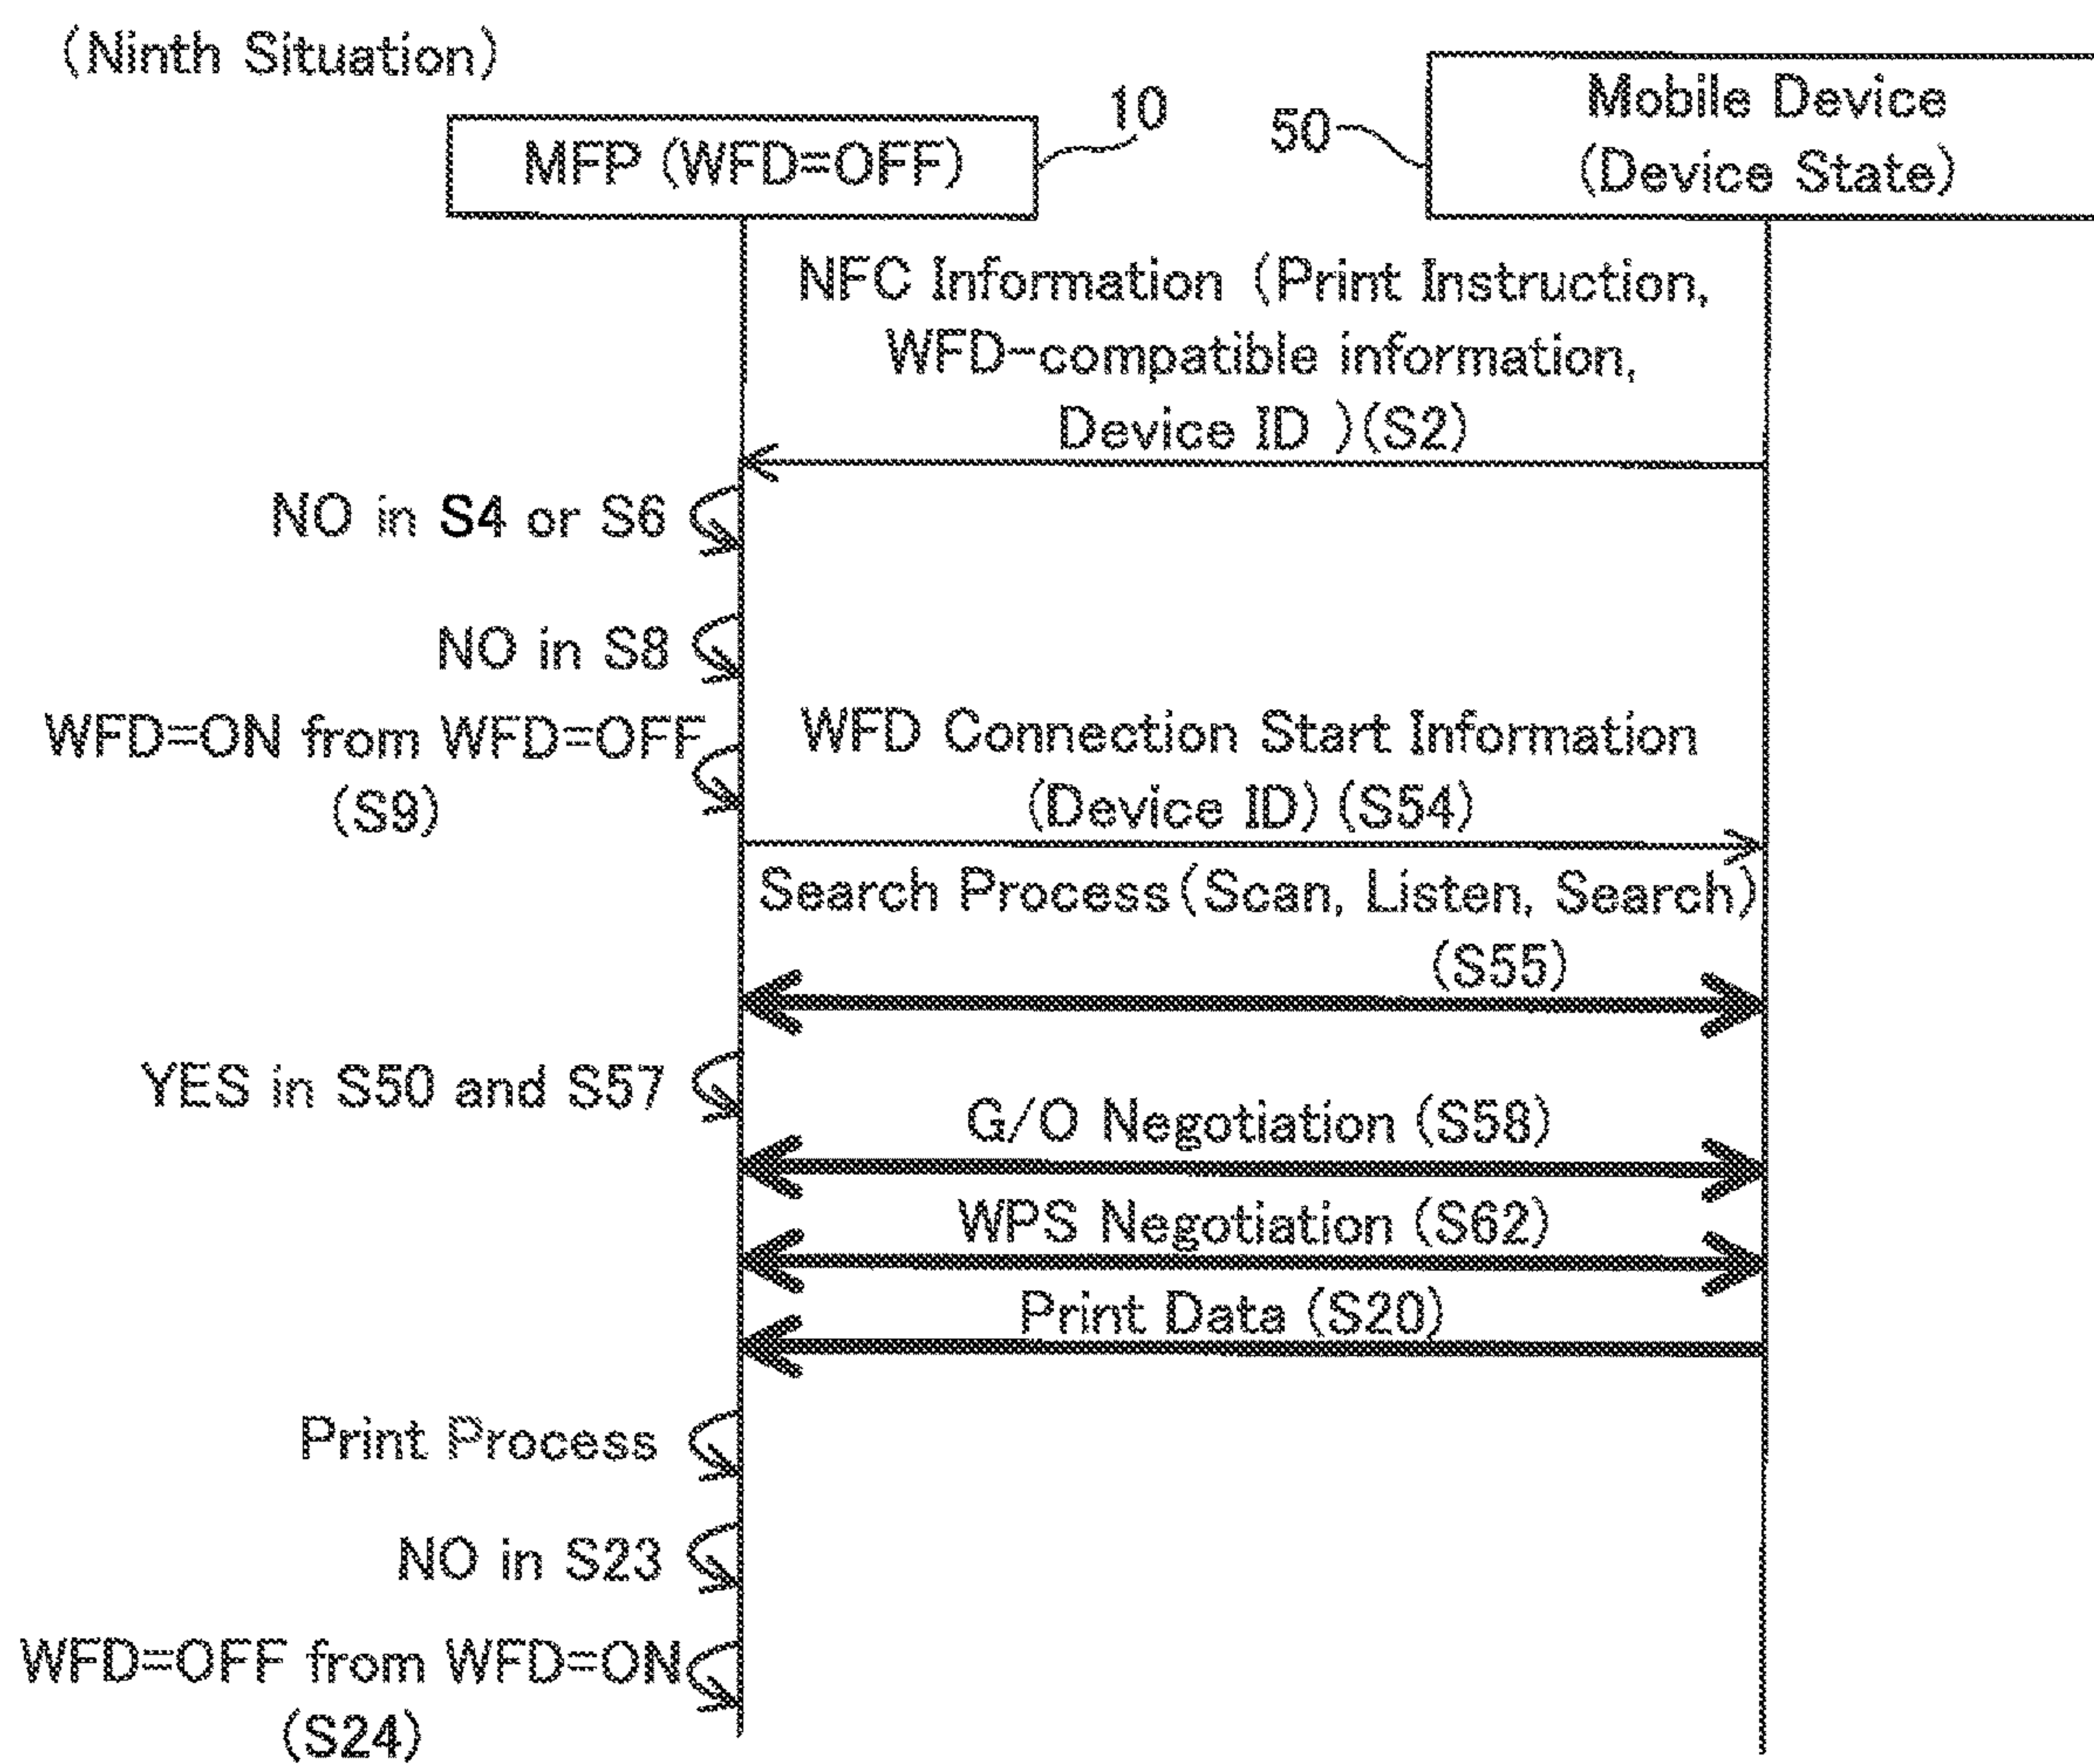 (Ninth Situation)
10
50
MFP (WFD=OFF)
Mobile Device
(Device State)
NFC Information (Print Instruction,
WFD-compatible information,
Device ID )(S2)
NO in S4 or S6
NO in S8
WFD=ON from WFD=OFF
(S9)
WFD Connection Start Information
(Device ID) (S54)
Search Process(Scan, Listen, Search)
(S55)
YES in S50 and S57
G/O Negotiation (S58)
WPS Negotiation (S62)
Print Data (S20)
Print Process
NO in S23
WFD=OFF from WFD=ON
(S24)